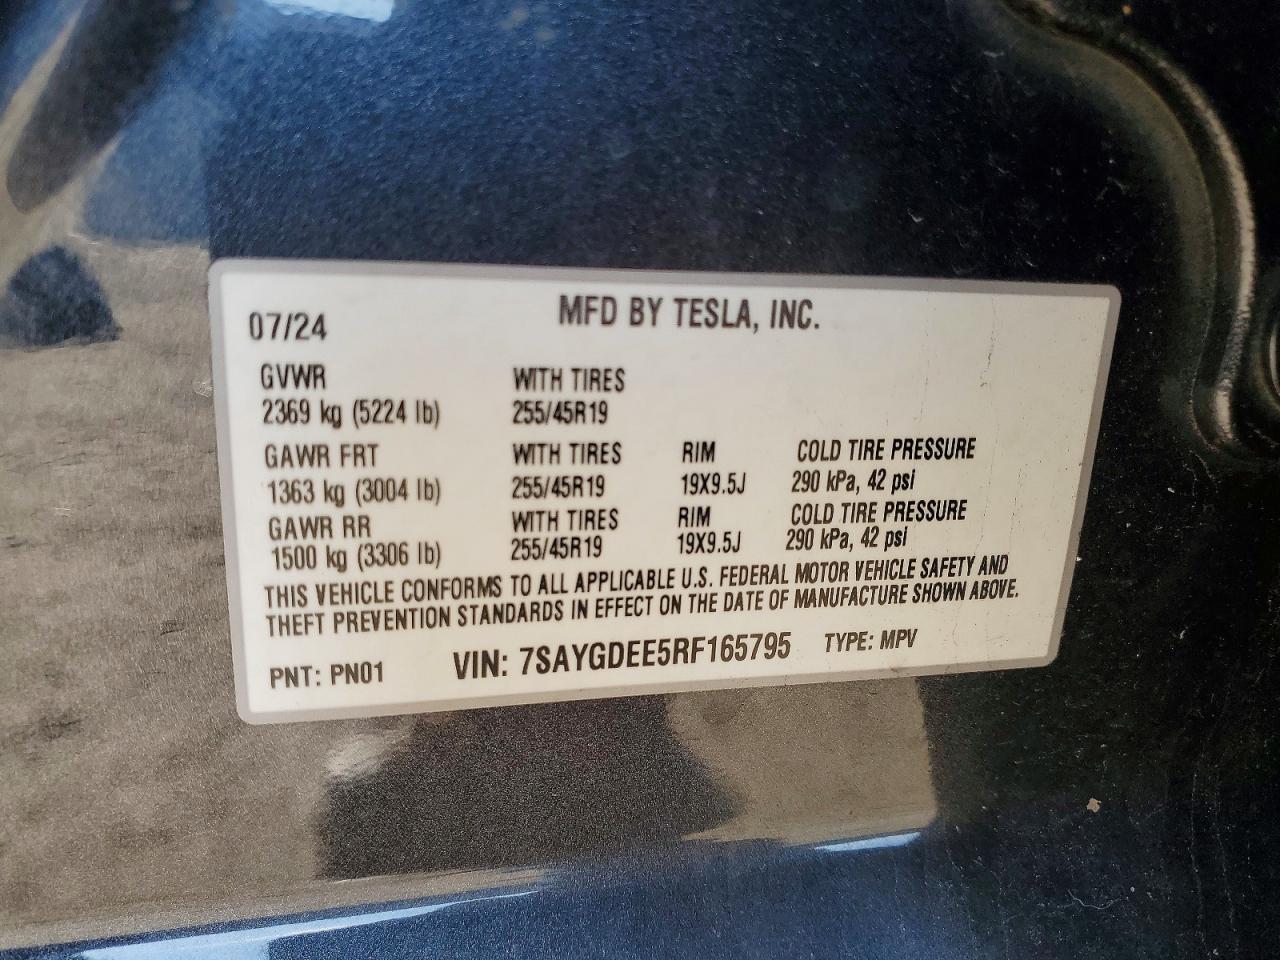 07/24 MFD BY TESLA, INC.
GVWR WITH TIRES
2369 kg (5224 lb) 255/45R19
GAWR FRT WITH TIRES RIM COLD TIRE PRESSURE
1363 kg (3004 lb) 255/45R19 19X9.5J 290 kPa, 42 psi
GAWR RR WITH TIRES RIM COLD TIRE PRESSURE
1500 kg (3306 lb) 255/45R19 19X9.5J 290 kPa, 42 psi
THIS VEHICLE CONFORMS TO ALL APPLICABLE U.S. FEDERAL MOTOR VEHICLE SAFETY AND
THEFT PREVENTION STANDARDS IN EFFECT ON THE DATE OF MANUFACTURE SHOWN ABOVE.
PNT: PN01 VIN: 7SAYGDEE5RF165795 TYPE: MPV